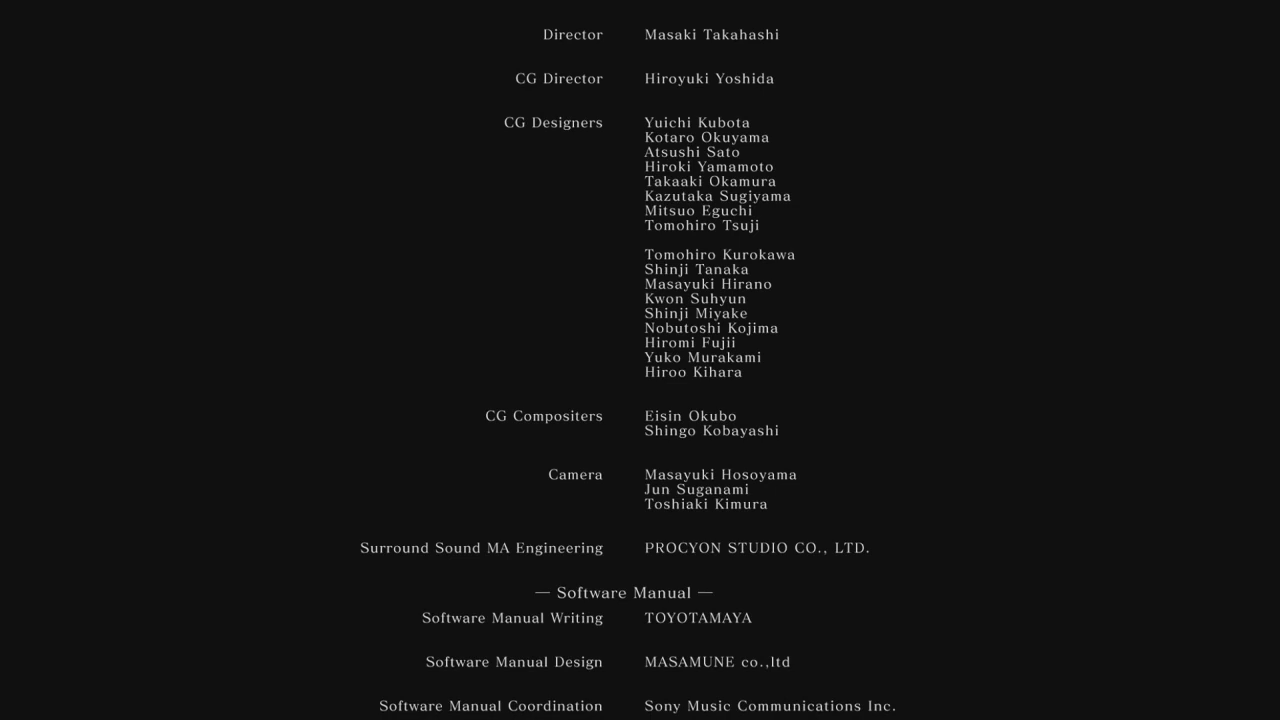 Director Masaki Takahashi
CG Director Hiroyuki Yoshida
CG Designers Yuichi Kubota
Kotaro Okuyama
Atsushi Sato
Hiroki Yamamoto
Takaaki Okamura
Kazutaka Sugiyama
Mitsuo Eguchi
Tomohiro Tsuji
Tomohiro Kurokawa
Shinji Tanaka
Masayuki Hirano
Kwon Suhyun
Shinji Miyake
Nobutoshi Kojima
Hiromi Fujii
Yuko Murakami
Hiroo Kihara
CG Compositers Eisin Okubo
Shingo Kobayashi
Camera Masayuki Hosoyama
Jun Suganami
Toshiaki Kimura
Surround Sound MA Engineering PROCYON STUDIO CO., LTD.
— Software Manual —
Software Manual Writing TOYOTAMAYA
Software Manual Design MASAMUNE co.,ltd
Software Manual Coordination Sony Music Communications Inc.